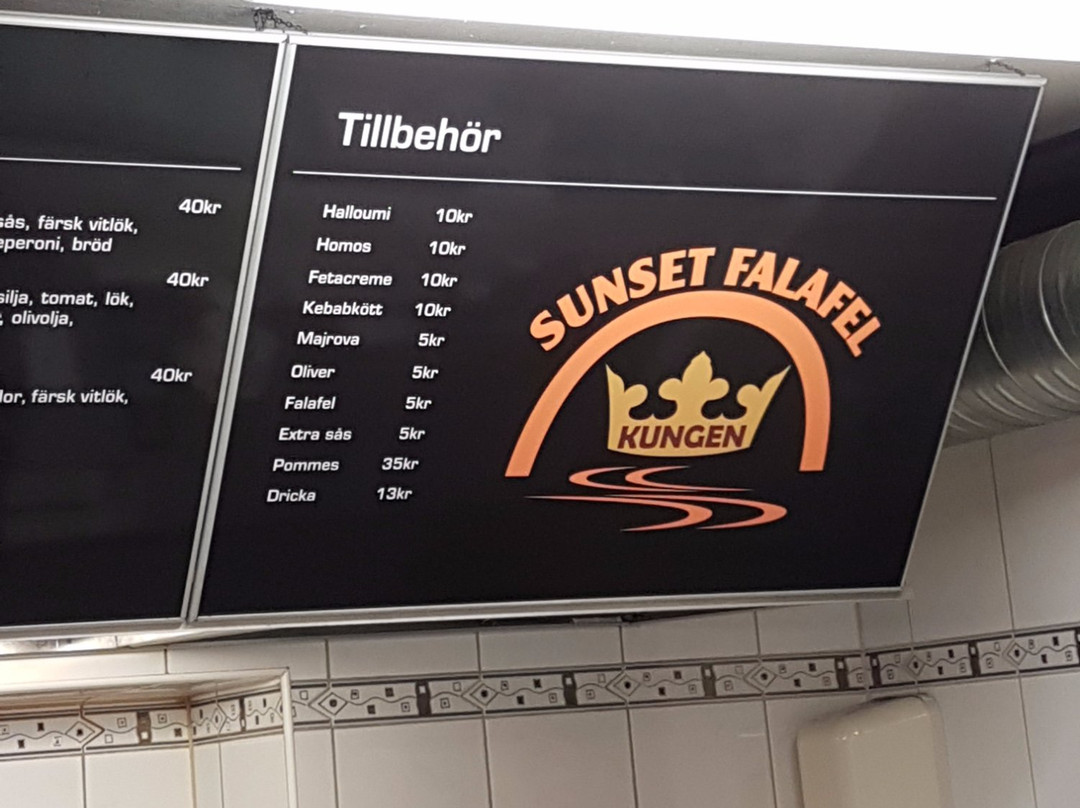 40kr
sås, färsk vitlök,
peperoni, bröd
40kr
silja, tomat, lök,
olivolja,
40kr
lor, färsk vitlök,
Tillbehör
Halloumi 10kr
Homos 10kr
Fetacreme 10kr
Kebabkött 10kr
Majrova 5kr
Oliver 5kr
Falafel 5kr
Extra sås 5kr
Pommes 35kr
Dricka 13kr
SUNSET FALAFEL
KUNGEN